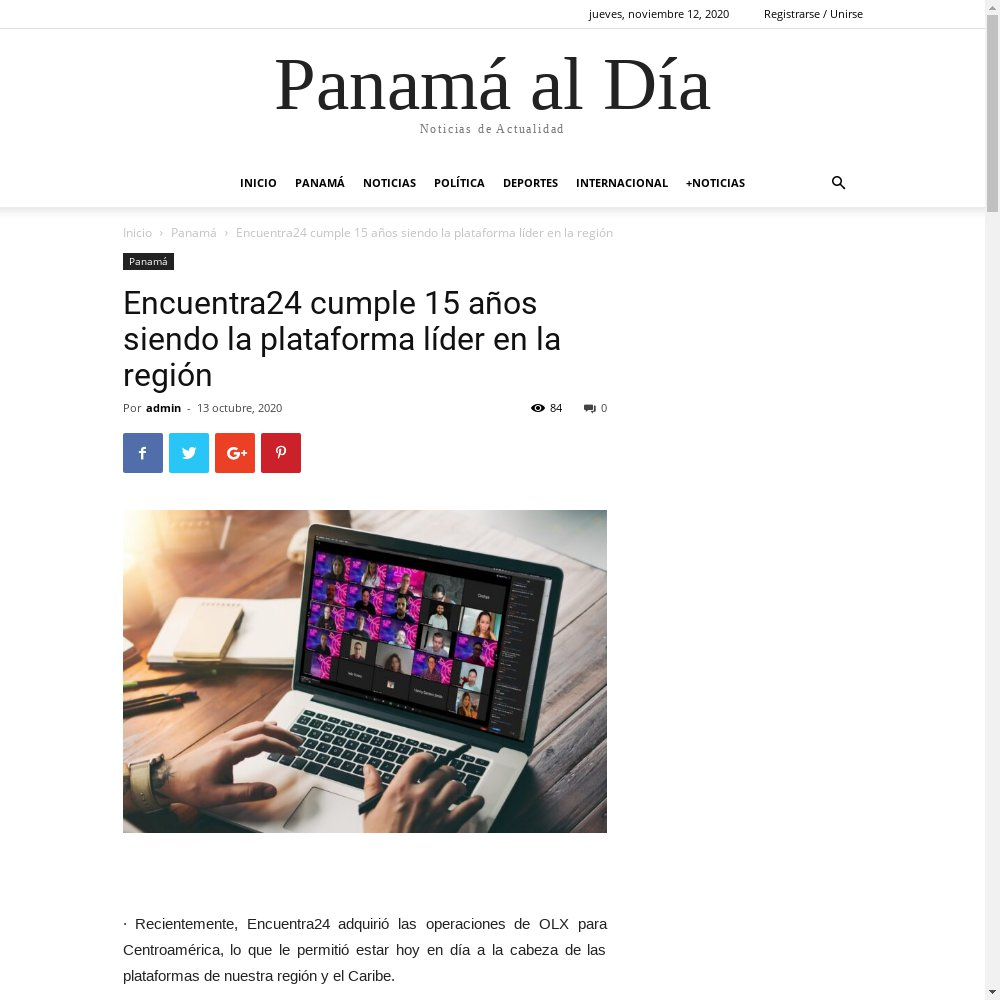 jueves, noviembre 12, 2020 Registrarse / Unirse
Panamá al Día
Noticias de Actualidad
INICIO PANAMÁ NOTICIAS POLÍTICA DEPORTES INTERNACIONAL +NOTICIAS
Inicio › Panamá › Encuentra24 cumple 15 años siendo la plataforma líder en la región
Panamá
Encuentra24 cumple 15 años
siendo la plataforma líder en la
región
Por admin - 13 octubre, 2020 84 0
· Recientemente, Encuentra24 adquirió las operaciones de OLX para
Centroamérica, lo que le permitió estar hoy en día a la cabeza de las
plataformas de nuestra región y el Caribe.